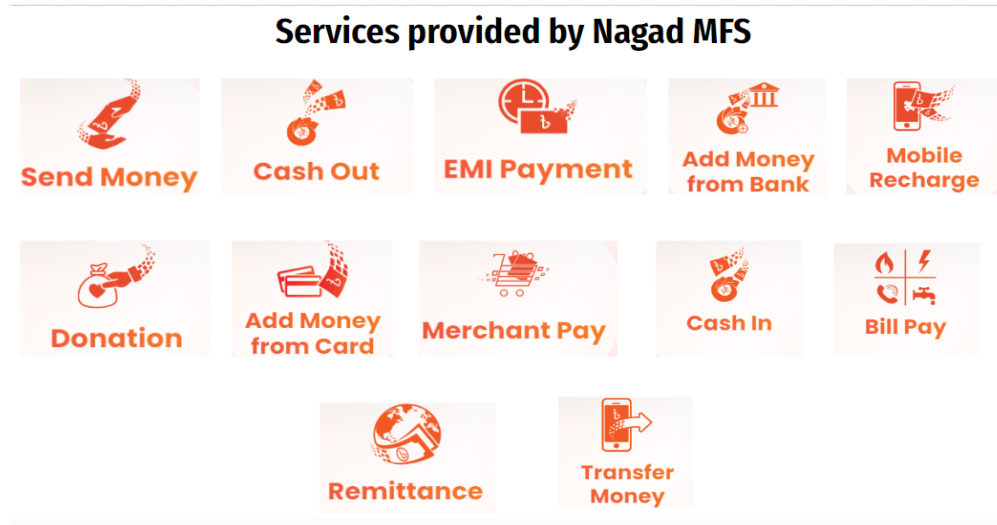 Services provided by Nagad MFS
Send Money
Cash Out
EMI Payment
Add Money
from Bank
Mobile
Recharge
Donation
Add Money
from Card
Merchant Pay
Cash In
Bill Pay
Remittance
Transfer
Money